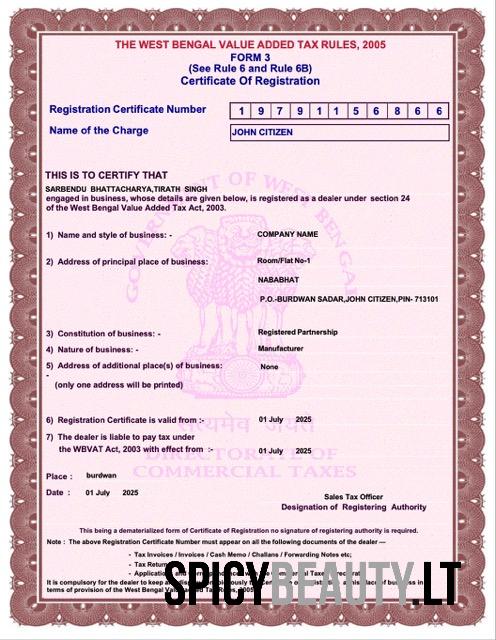 THE WEST BENGAL VALUE ADDED TAX RULES, 2005
FORM 3
(See Rule 6 and Rule 6B)
Certificate Of Registration
Registration Certificate Number 1 9 7 9 1 1 5 6 8 6 6
Name of the Charge JOHN CITIZEN
THIS IS TO CERTIFY THAT
SARBENDU BHATTACHARYA,TIRATH SINGH
engaged in business, whose details are given below, is registered as a dealer under section 24
of the West Bengal Value Added Tax Act, 2003.
GOVERNMENT OF WEST BENGAL
1) Name and style of business: - COMPANY NAME
2) Address of principal place of business: Room/Flat No-1
NABABHAT
P.O.-BURDWAN SADAR,JOHN CITIZEN,PIN- 713101
3) Constitution of business: - Registered Partnership
4) Nature of business: - Manufacturer
5) Address of additional place(s) of business: None
-
(only one address will be printed)
6) Registration Certificate is valid from :- 01 July 2025
सत्यमेव जयते
7) The dealer is liable to pay tax under
the WBVAT Act, 2003 with effect from :- 01 July 2025
DIRECTORATE OF
COMMERCIAL TAXES
Place : burdwan
Date : 01 July 2025
Sales Tax Officer
Designation of Registering Authority
This being a dematerialized form of Certificate of Registration no signature of registering authority is required.
Note : The above Registration Certificate Number must appear on all the following documents of the dealer —
- Tax Invoices / Invoices / Cash Memo / Challans / Forwarding Notes etc;
- Tax Return
SPICYBEAUTY.LT
It is compulsory for the dealer to keep
terms of provision of the West Bengal Value Added Tax Rules, 2005